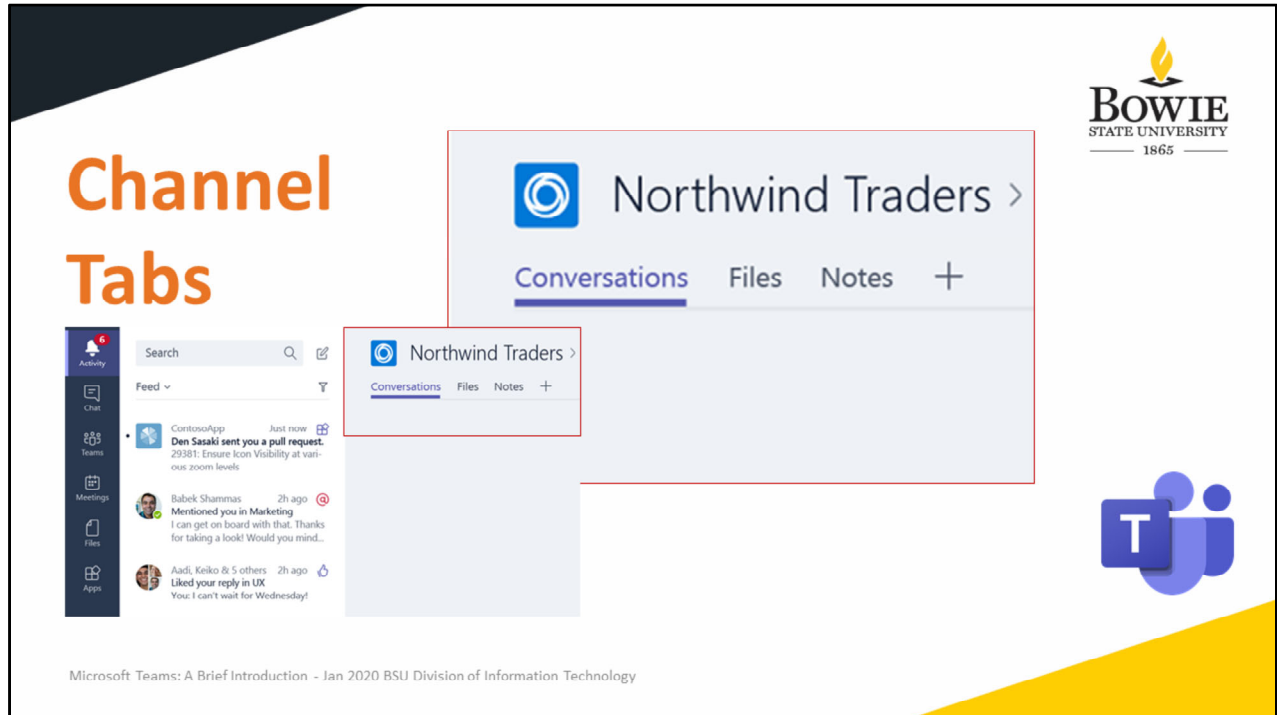 BOWIE
STATE UNIVERSITY
1865
Channel
Tabs
Northwind Traders >
Conversations Files Notes +
6
Activity
Chat
Teams
Meetings
Files
Apps
Search
Feed
ContosoApp Just now
Den Sasaki sent you a pull request.
29381: Ensure Icon Visibility at vari-
ous zoom levels
Babek Shammas 2h ago @
Mentioned you in Marketing
I can get on board with that. Thanks
for taking a look! Would you mind...
Aadi, Keiko & 5 others 2h ago
Liked your reply in UX
You: I can't wait for Wednesday!
Northwind Traders >
Conversations Files Notes +
T
Microsoft Teams: A Brief Introduction - Jan 2020 BSU Division of Information Technology